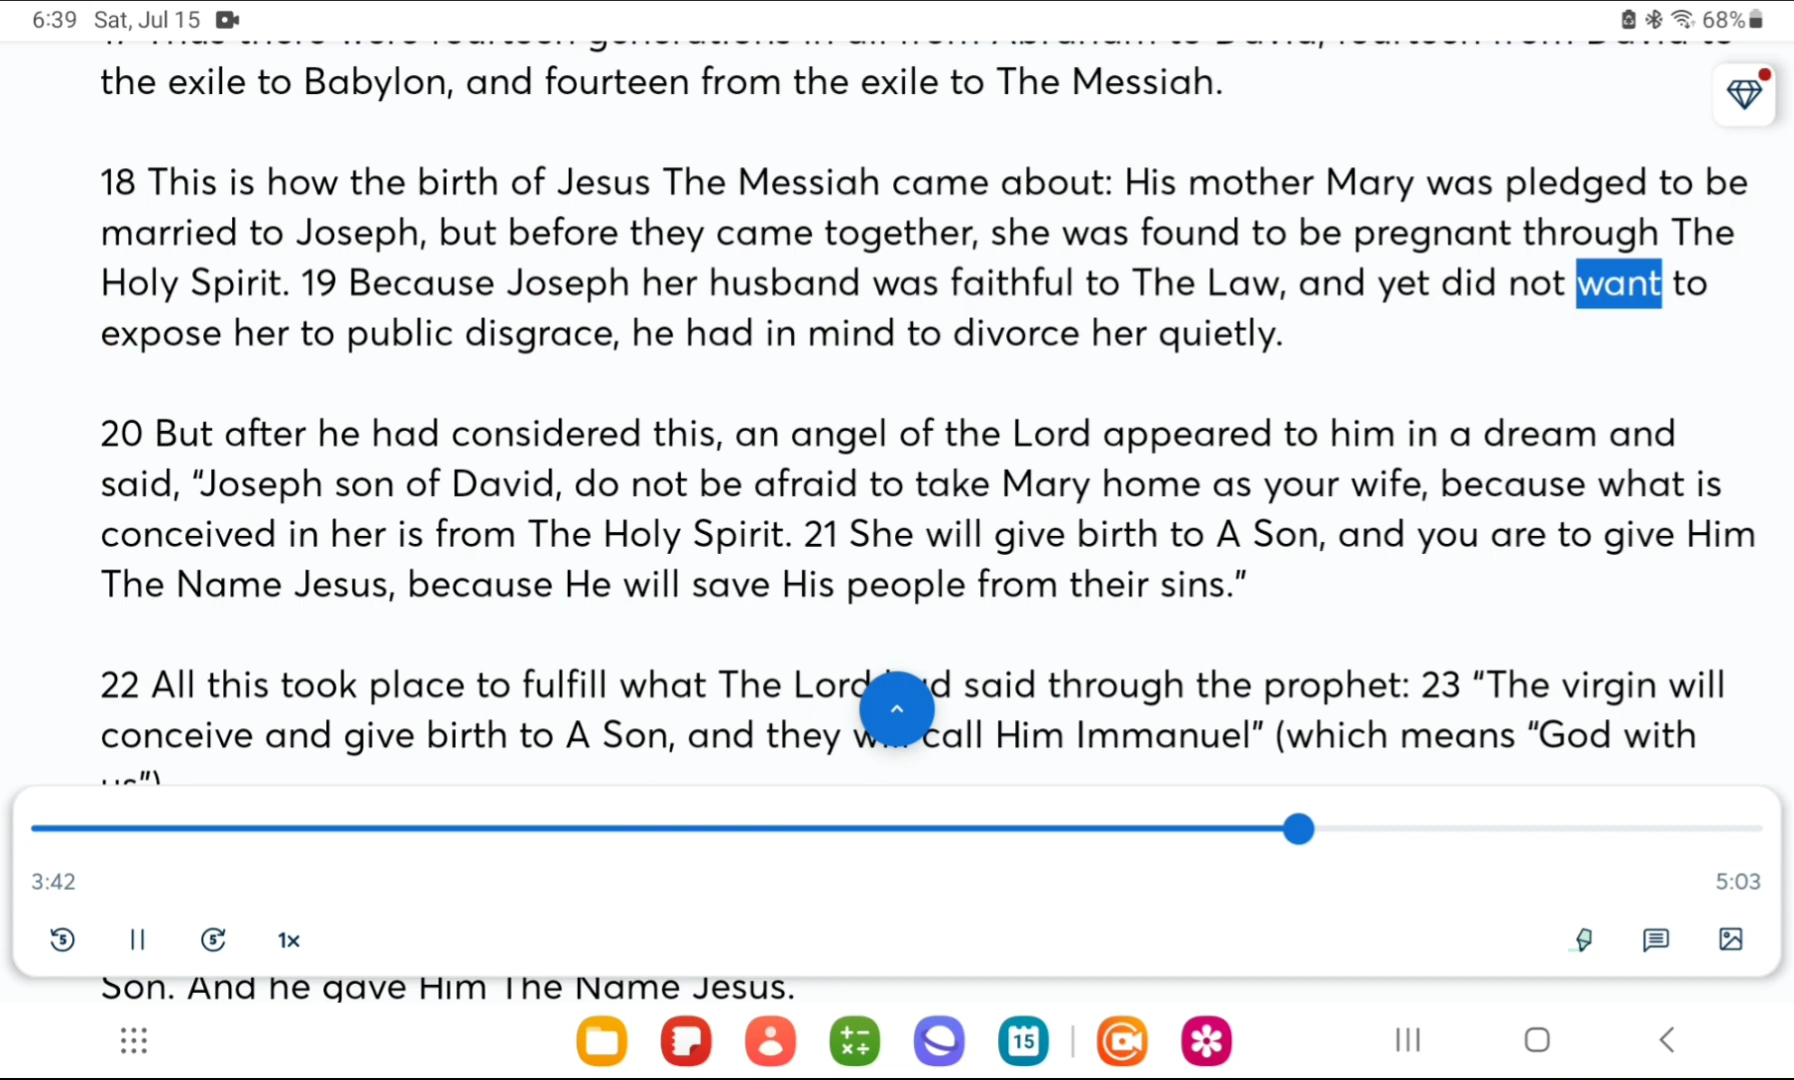 6:39 Sat, Jul 15
68%
the exile to Babylon, and fourteen from the exile to The Messiah.
18 This is how the birth of Jesus The Messiah came about: His mother Mary was pledged to be
married to Joseph, but before they came together, she was found to be pregnant through The
Holy Spirit. 19 Because Joseph her husband was faithful to The Law, and yet did not want to
expose her to public disgrace, he had in mind to divorce her quietly.
20 But after he had considered this, an angel of the Lord appeared to him in a dream and
said, “Joseph son of David, do not be afraid to take Mary home as your wife, because what is
conceived in her is from The Holy Spirit. 21 She will give birth to A Son, and you are to give Him
The Name Jesus, because He will save His people from their sins.”
22 All this took place to fulfill what The Lord said through the prophet: 23 “The virgin will
conceive and give birth to A Son, and they call Him Immanuel” (which means “God with
3:42
5:03
5
5
1x
Son. And he gave Him The Name Jesus.
15